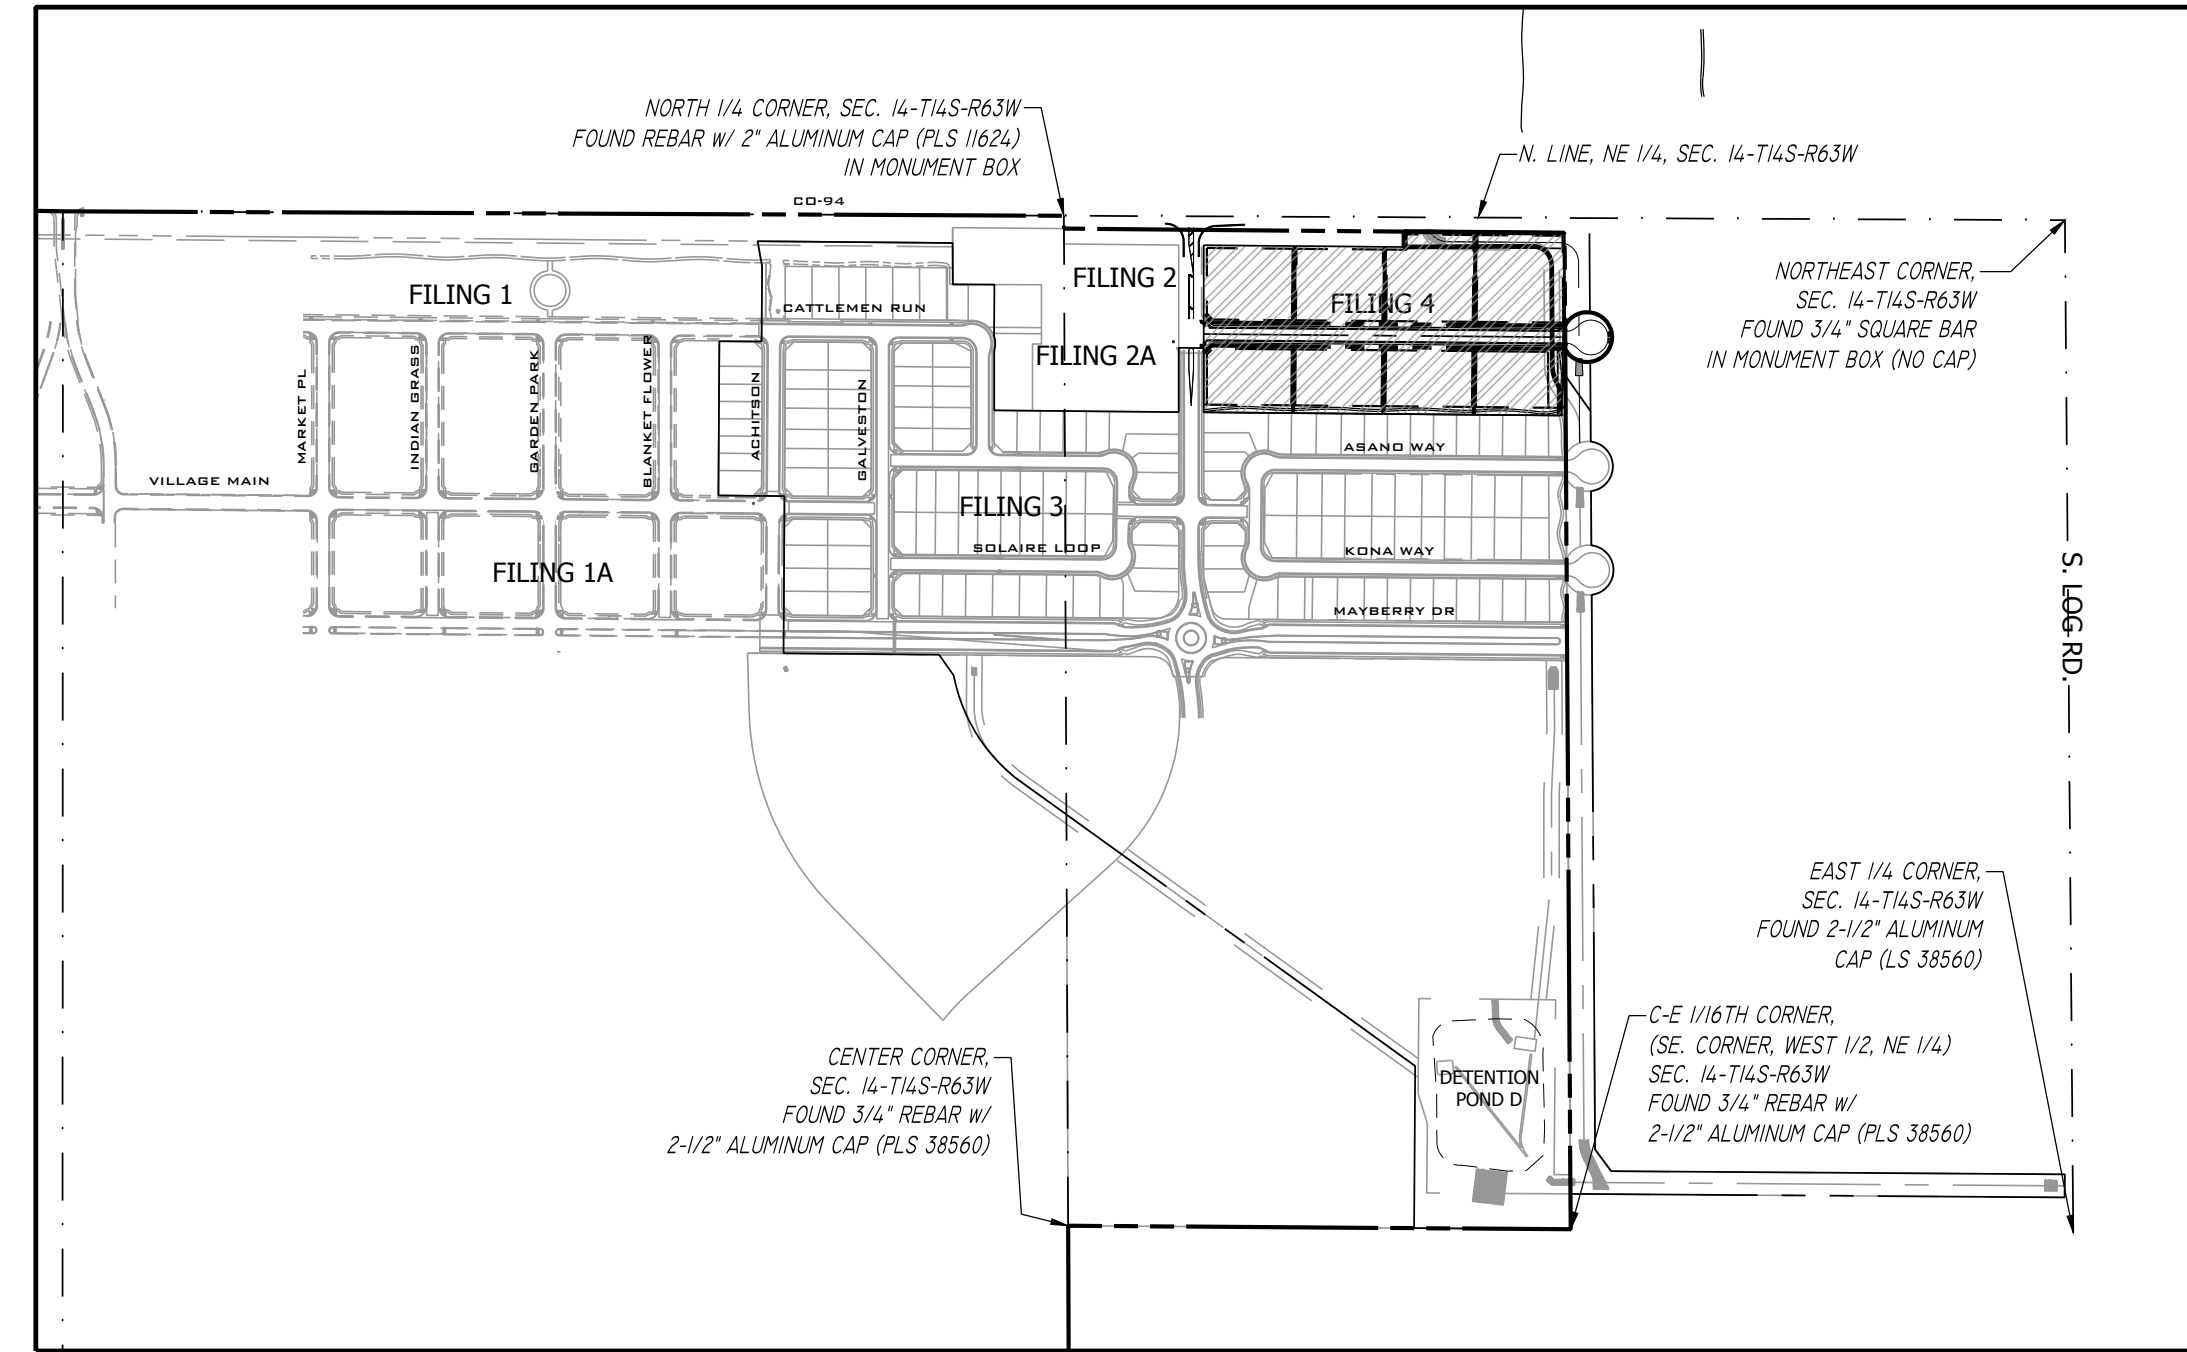 NORTH 1/4 CORNER, SEC. 14-T14S-R63W
FOUND REBAR W/ 2" ALUMINUM CAP (PLS 11624)
IN MONUMENT BOX
N. LINE, NE 1/4, SEC. 14-T14S-R63W
CO-94
NORTHEAST CORNER,
SEC. 14-T14S-R63W
FOUND 3/4" SQUARE BAR
IN MONUMENT BOX (NO CAP)
FILING 1
FILING 2
FILING 4
CATTLEMEN RUN
FILING 2A
MARKET PL
INDIAN GRASS
GARDEN PARK
BLANKET FLOWER
ACHITSON
GALVESTON
ASANO WAY
VILLAGE MAIN
FILING 3
SOLAIRE LOOP
KONA WAY
FILING 1A
MAYBERRY DR
S. LOG RD.
EAST 1/4 CORNER,
SEC. 14-T14S-R63W
FOUND 2-1/2" ALUMINUM
CAP (LS 38560)
C-E 1/16TH CORNER,
(SE. CORNER, WEST 1/2, NE 1/4)
SEC. 14-T14S-R63W
FOUND 3/4" REBAR W/
2-1/2" ALUMINUM CAP (PLS 38560)
CENTER CORNER,
SEC. 14-T14S-R63W
FOUND 3/4" REBAR W/
2-1/2" ALUMINUM CAP (PLS 38560)
DETENTION
POND D